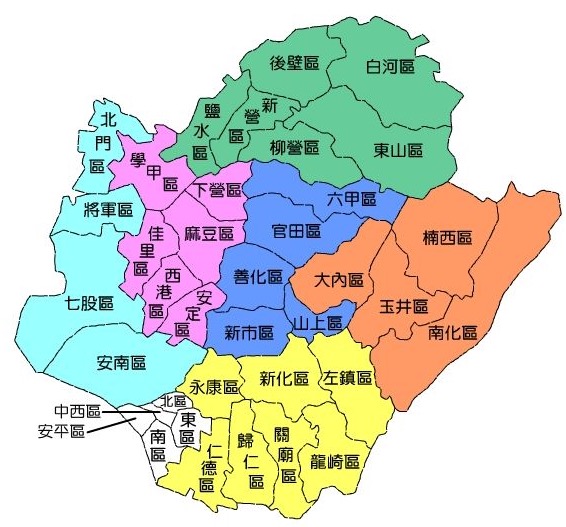 後壁區
白河區
鹽水區
新營區
柳營區
東山區
北門區
學甲區
下營區
六甲區
將軍區
佳里區
麻豆區
官田區
楠西區
七股區
西港區
安定區
善化區
大內區
玉井區
南化區
新市區
山上區
安南區
永康區
新化區
左鎮區
北區
中西區
安平區
東區
南區
仁德區
歸仁區
關廟區
龍崎區